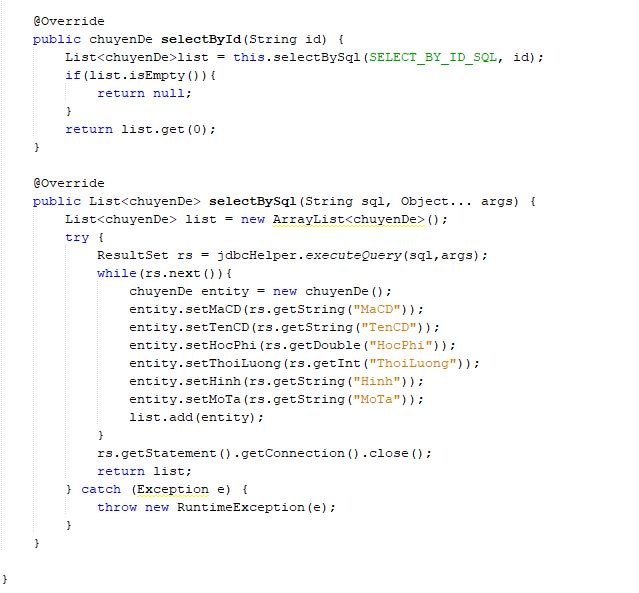 @Override
public chuyenDe selectById(String id) {
List<chuyenDe>list = this.selectBySql(SELECT_BY_ID_SQL, id);
if(list.isEmpty()){
return null;
}
return list.get(0);
}
@Override
public List<chuyenDe> selectBySql(String sql, Object... args) {
List<chuyenDe> list = new ArrayList<chuyenDe>();
try {
ResultSet rs = jdbcHelper.executeQuery(sql,args);
while(rs.next()){
chuyenDe entity = new chuyenDe();
entity.setMaCD(rs.getString("MaCD"));
entity.setTenCD(rs.getString("TenCD"));
entity.setHocPhi(rs.getDouble("HocPhi"));
entity.setThoiLuong(rs.getInt("ThoiLuong"));
entity.setHinh(rs.getString("Hinh"));
entity.setMoTa(rs.getString("MoTa"));
list.add(entity);
}
rs.getStatement().getConnection().close();
return list;
} catch (Exception e) {
throw new RuntimeException(e);
}
}
}